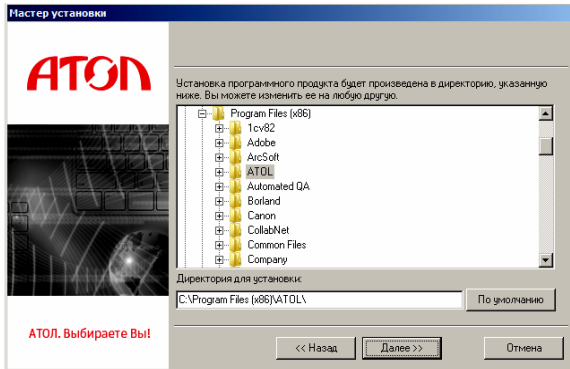 Мастер установки
АТОЛ
Установка программного продукта будет произведена в директорию, указанную
ниже. Вы можете изменить ее на любую другую.
Program Files (x86)
1cv82
Adobe
ArcSoft
ATOL
Automated QA
Borland
Canon
CollabNet
Common Files
Company
Директория для установки:
C:\Program Files (x86)\ATOL\
По умолчанию
АТОЛ. Выбираете Вы!
<< Назад
Далее >>
Отмена